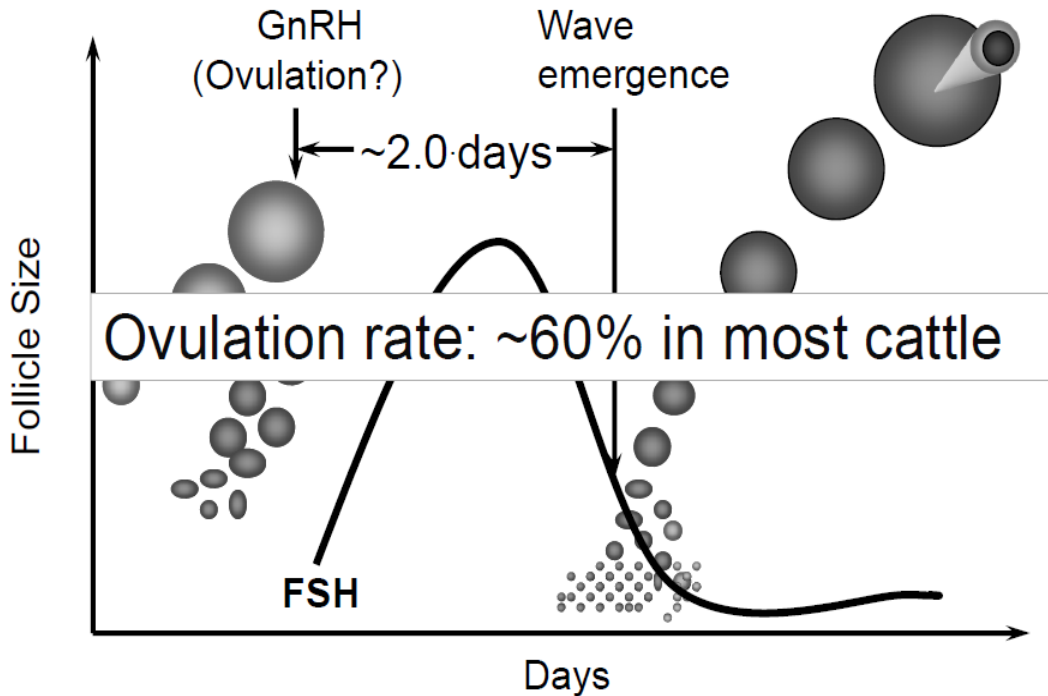 GnRH
(Ovulation?)
Wave
emergence
~2.0 days
Follicle Size
Ovulation rate: ~60% in most cattle
FSH
Days